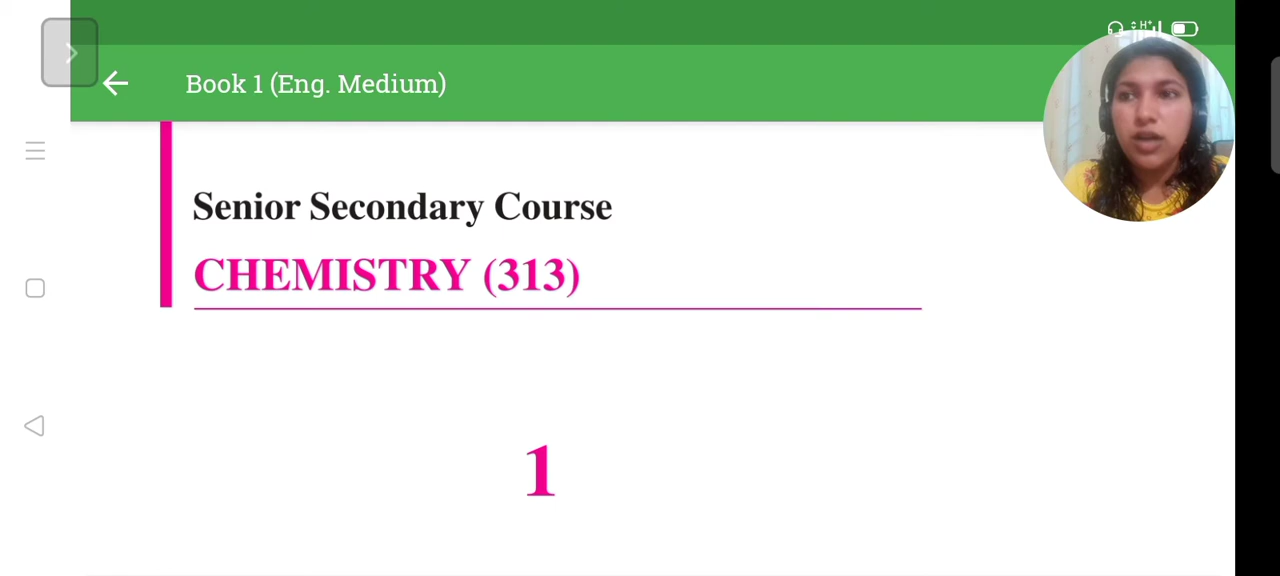 H+
Book 1 (Eng. Medium)
Senior Secondary Course
CHEMISTRY (313)
1